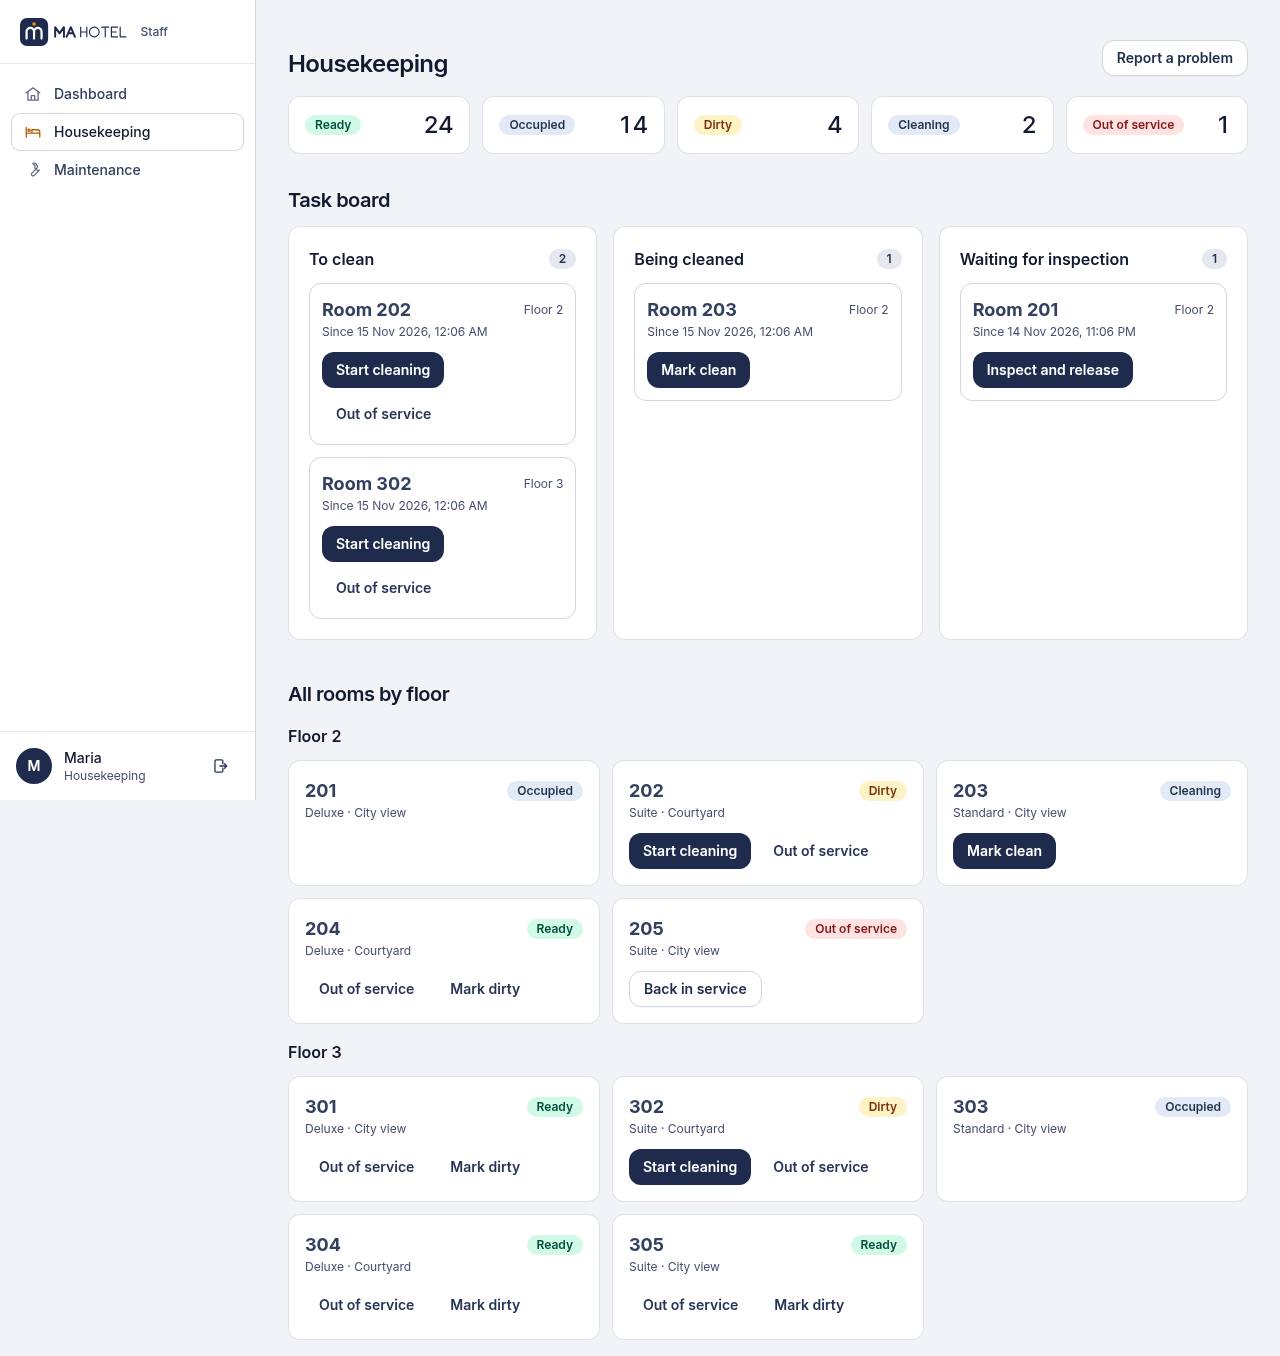 MA HOTEL Staff
Dashboard
Housekeeping
Maintenance
Maria
Housekeeping
M
Housekeeping
Report a problem
Ready 24
Occupied 14
Dirty 4
Cleaning 2
Out of service 1
Task board
To clean 2
Room 202 Floor 2
Since 15 Nov 2026, 12:06 AM
Start cleaning
Out of service
Room 302 Floor 3
Since 15 Nov 2026, 12:06 AM
Start cleaning
Out of service
Being cleaned 1
Room 203 Floor 2
Since 15 Nov 2026, 12:06 AM
Mark clean
Waiting for inspection 1
Room 201 Floor 2
Since 14 Nov 2026, 11:06 PM
Inspect and release
All rooms by floor
Floor 2
201 Occupied
Deluxe · City view
202 Dirty
Suite · Courtyard
Start cleaning Out of service
203 Cleaning
Standard · City view
Mark clean
204 Ready
Deluxe · Courtyard
Out of service Mark dirty
205 Out of service
Suite · City view
Back in service
Floor 3
301 Ready
Deluxe · City view
Out of service Mark dirty
302 Dirty
Suite · Courtyard
Start cleaning Out of service
303 Occupied
Standard · City view
304 Ready
Deluxe · Courtyard
Out of service Mark dirty
305 Ready
Suite · City view
Out of service Mark dirty